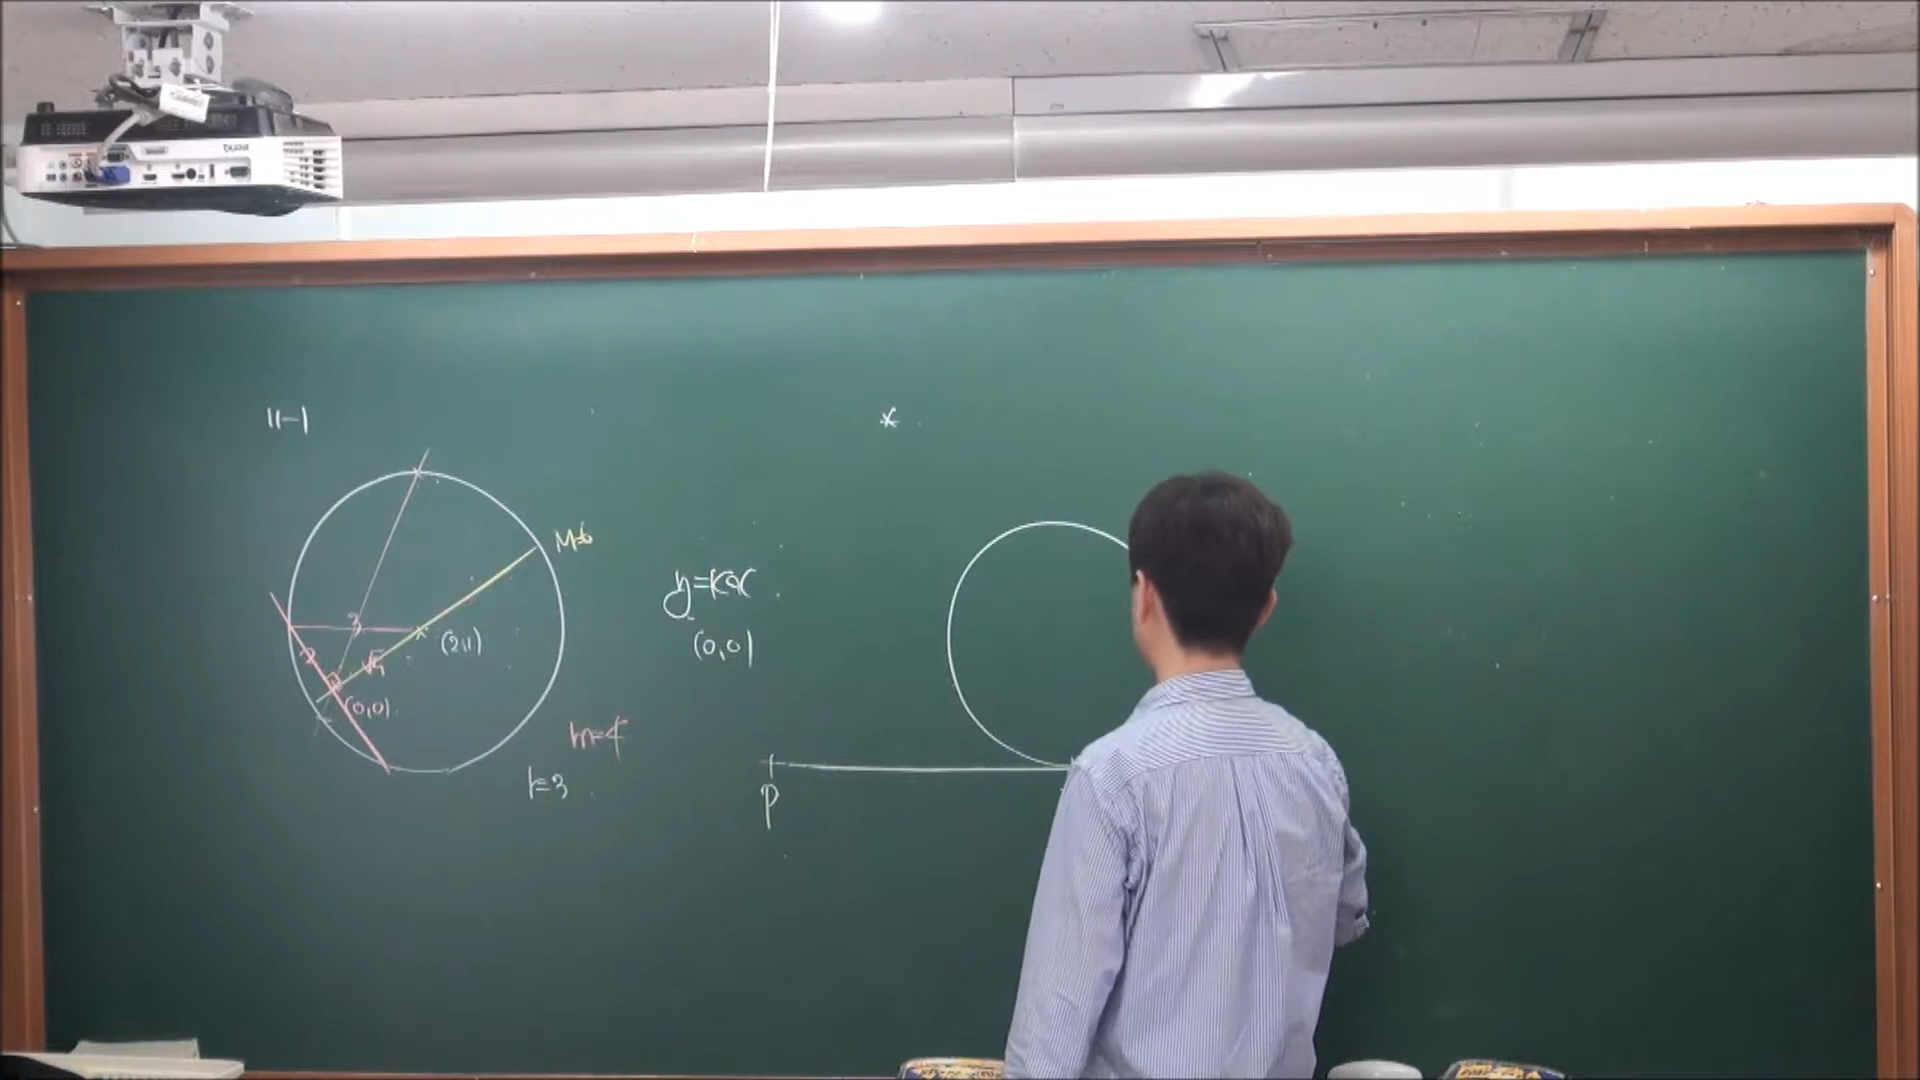 11-1
*
M=6
3
(2,1)
2
√5
(0,0)
y=kx
(0,0)
m=4
r=3
P
BenQ